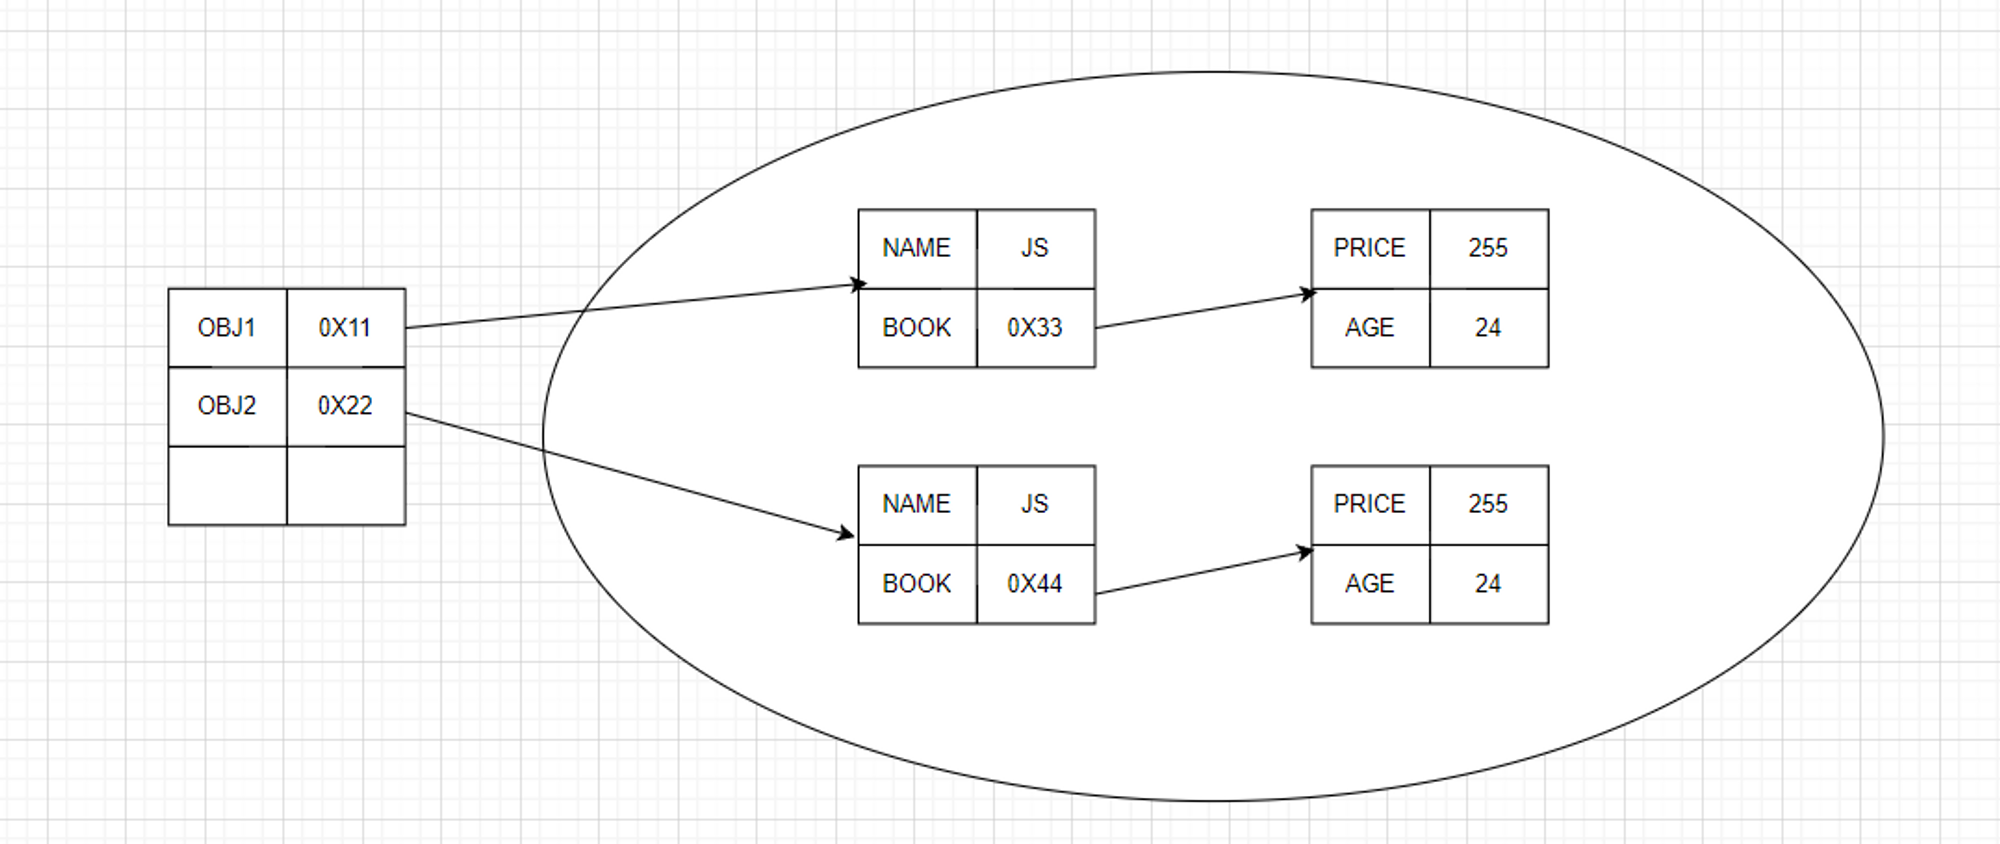 OBJ1 0X11
OBJ2 0X22
NAME JS
BOOK 0X33
PRICE 255
AGE 24
NAME JS
BOOK 0X44
PRICE 255
AGE 24